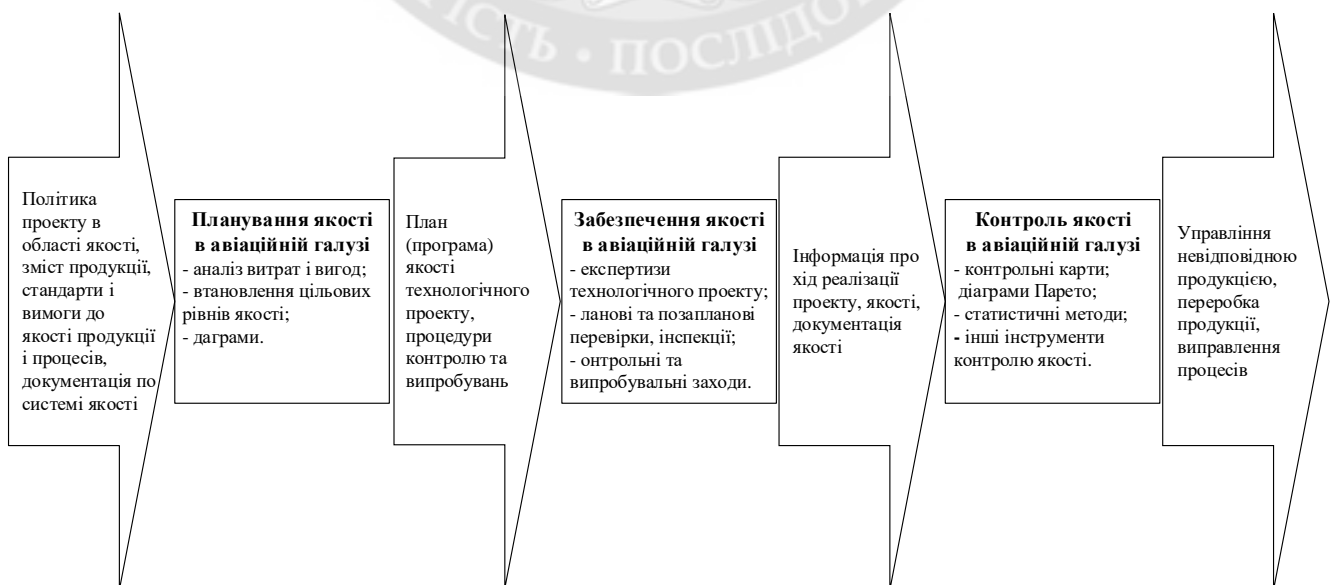 ІСТЬ • ПОСЛІДО
Політика
проекту в
області якості,
зміст продукції,
стандарти і
вимоги до
якості продукції
і процесів,
документація по
системі якості
Планування якості
в авіаційній галузі
- аналіз витрат і вигод;
- втановлення цільових
рівнів якості;
- даграми.
План
(програма)
якості
технологічного
проекту,
процедури
контролю та
випробувань
Забезпечення якості
в авіаційній галузі
- експертизи
технологічного проекту;
- ланові та позапланові
перевірки, інспекції;
- онтрольні та
випробувальні заходи.
Інформація про
хід реалізації
проекту, якості,
документація
якості
Контроль якості
в авіаційній галузі
- контрольні карти;
діаграми Парето;
- статистичні методи;
- інші інструменти
контролю якості.
Управління
невідповідною
продукцією,
переробка
продукції,
виправлення
процесів